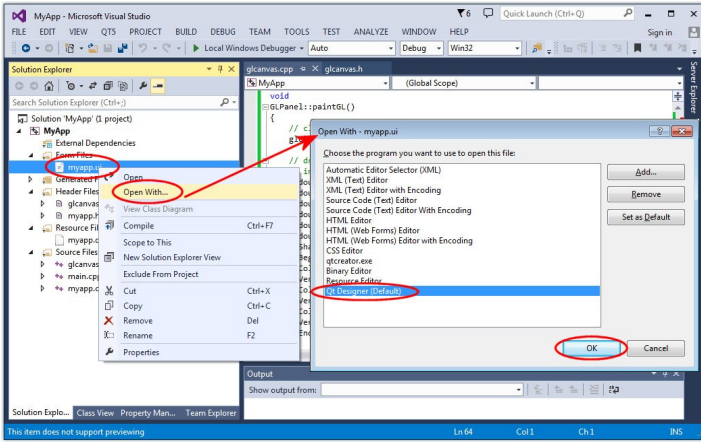 MyApp - Microsoft Visual Studio
6
Quick Launch (Ctrl+Q)
FILE EDIT VIEW QT5 PROJECT BUILD DEBUG TEAM TOOLS TEST ANALYZE WINDOW HELP
Sign in
Local Windows Debugger Auto Debug Win32
Solution Explorer
Search Solution Explorer (Ctrl+;)
Solution 'MyApp' (1 project)
MyApp
External Dependencies
Form Files
myapp.ui
Generated F
Header Files
glcanvas
myapp.h
Resource Fil
myapp.
Source Files
glcanvas
main.cpp
myapp.c
Solution Explo... Class View Property Man... Team Explorer
glcanvas.cpp glcanvas.h
MyApp (Global Scope)
void
GLPanel::paintGL()
{
// c
gl
// d
Server Explorer
Open
Open With...
View Class Diagram
Compile Ctrl+F7
Scope to This
New Solution Explorer View
Exclude From Project
Cut Ctrl+X
Copy Ctrl+C
Remove Del
Rename F2
Properties
Open With - myapp.ui
Choose the program you want to use to open this file:
Automatic Editor Selector (XML)
XML (Text) Editor
XML (Text) Editor with Encoding
Source Code (Text) Editor
Source Code (Text) Editor With Encoding
HTML Editor
HTML (Web Forms) Editor
HTML (Web Forms) Editor with Encoding
CSS Editor
qtcreator.exe
Binary Editor
Resource Editor
Qt Designer (Default)
Add...
Remove
Set as Default
OK Cancel
Output
Show output from:
This item does not support previewing Ln 64 Col 1 Ch 1 INS